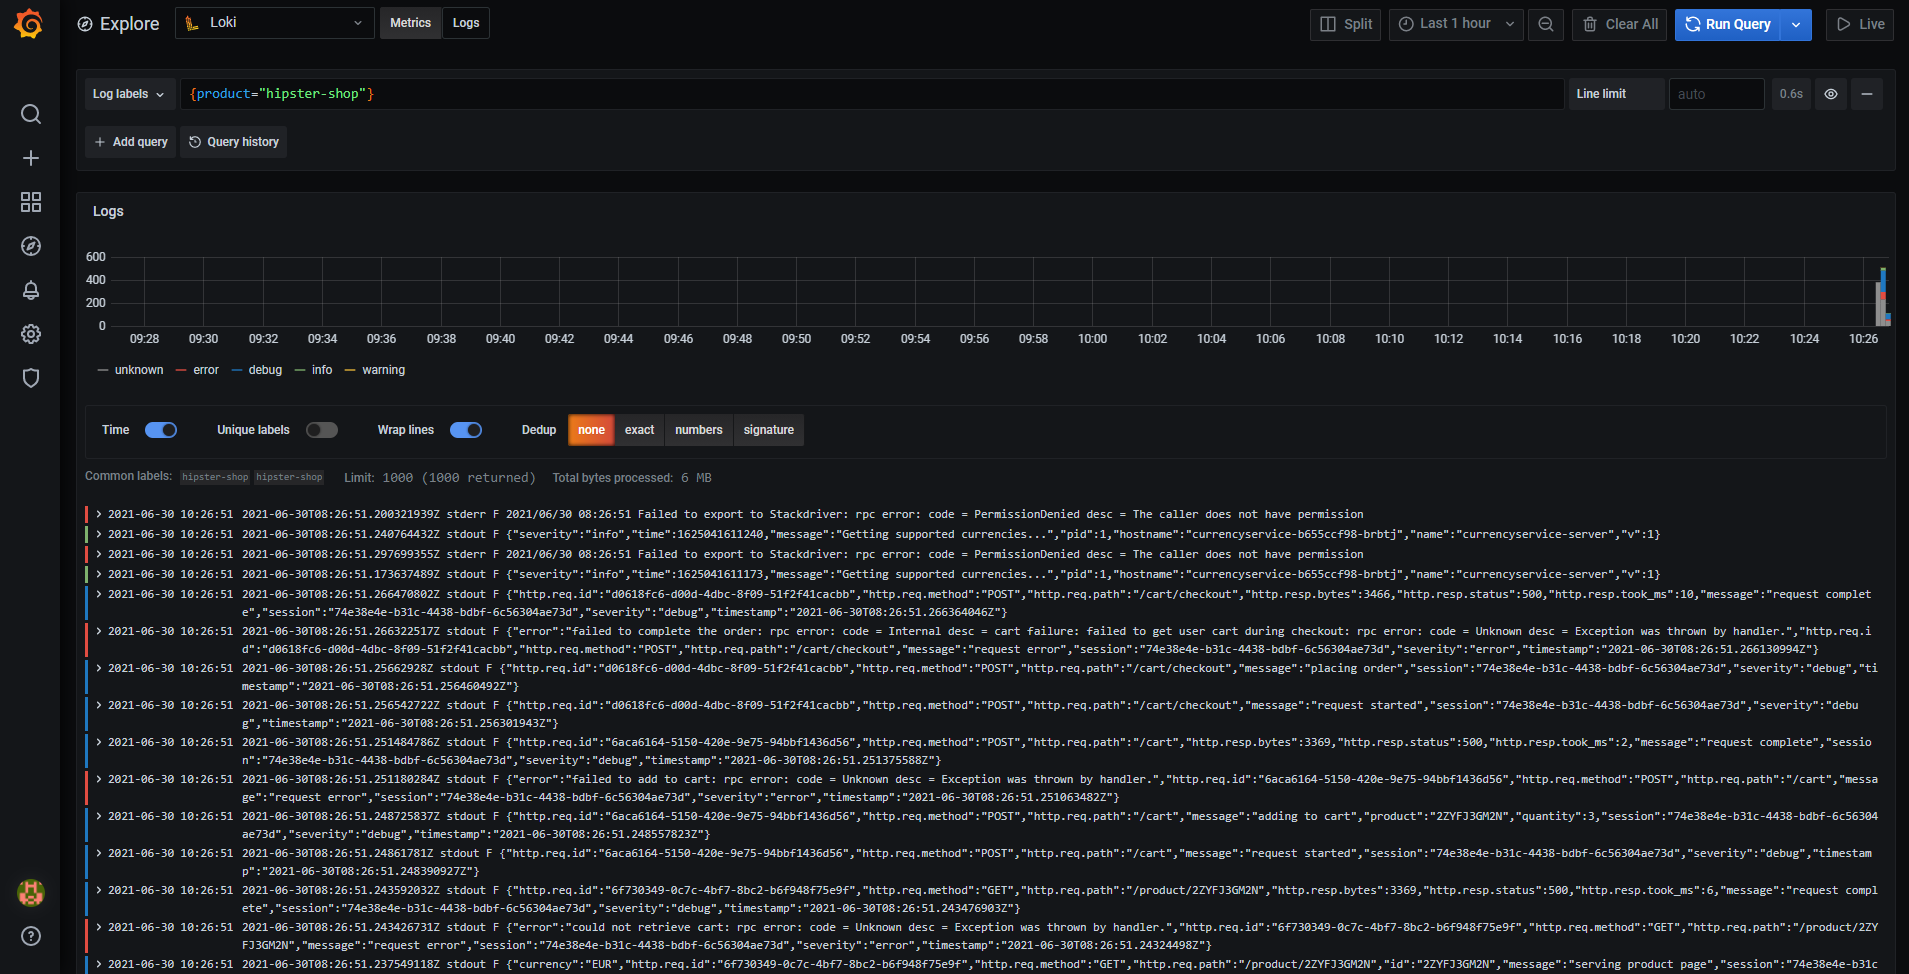 Explore Loki Metrics Logs Split Last 1 hour Clear All Run Query Live
Log labels {product="hipster-shop"} Line limit auto 0.6s
Add query Query history
Logs
600
400
200
0
09:28 09:30 09:32 09:34 09:36 09:38 09:40 09:42 09:44 09:46 09:48 09:50 09:52 09:54 09:56 09:58 10:00 10:02 10:04 10:06 10:08 10:10 10:12 10:14 10:16 10:18 10:20 10:22 10:24 10:26
unknown error debug info warning
Time Unique labels Wrap lines Dedup none exact numbers signature
Common labels: hipster-shop hipster-shop Limit: 1000 (1000 returned) Total bytes processed: 6 MB
2021-06-30 10:26:51 2021-06-30T08:26:51.200321939Z stderr F 2021/06/30 08:26:51 Failed to export to Stackdriver: rpc error: code = PermissionDenied desc = The caller does not have permission
2021-06-30 10:26:51 2021-06-30T08:26:51.240764432Z stdout F {"severity":"info","time":1625041611240,"message":"Getting supported currencies...","pid":1,"hostname":"currencyservice-b655ccf98-brbtj","name":"currencyservice-server","v":1}
2021-06-30 10:26:51 2021-06-30T08:26:51.297699355Z stderr F 2021/06/30 08:26:51 Failed to export to Stackdriver: rpc error: code = PermissionDenied desc = The caller does not have permission
2021-06-30 10:26:51 2021-06-30T08:26:51.173637489Z stdout F {"severity":"info","time":1625041611173,"message":"Getting supported currencies...","pid":1,"hostname":"currencyservice-b655ccf98-brbtj","name":"currencyservice-server","v":1}
2021-06-30 10:26:51 2021-06-30T08:26:51.266470802Z stdout F {"http.req.id":"d0618fc6-d00d-4dbc-8f09-51f2f41cacbb","http.req.method":"POST","http.req.path":"/cart/checkout","http.resp.bytes":3466,"http.resp.status":500,"http.resp.took_ms":10,"message":"request complet
e","session":"74e38e4e-b31c-4438-bdbf-6c56304ae73d","severity":"debug","timestamp":"2021-06-30T08:26:51.266364046Z"}
2021-06-30 10:26:51 2021-06-30T08:26:51.266322517Z stdout F {"error":"failed to complete the order: rpc error: code = Internal desc = cart failure: failed to get user cart during checkout: rpc error: code = Unknown desc = Exception was thrown by handler.","http.req.i
d":"d0618fc6-d00d-4dbc-8f09-51f2f41cacbb","http.req.method":"POST","http.req.path":"/cart/checkout","message":"request error","session":"74e38e4e-b31c-4438-bdbf-6c56304ae73d","severity":"error","timestamp":"2021-06-30T08:26:51.266130994Z"}
2021-06-30 10:26:51 2021-06-30T08:26:51.25662928Z stdout F {"http.req.id":"d0618fc6-d00d-4dbc-8f09-51f2f41cacbb","http.req.method":"POST","http.req.path":"/cart/checkout","message":"placing order","session":"74e38e4e-b31c-4438-bdbf-6c56304ae73d","severity":"debug","ti
mestamp":"2021-06-30T08:26:51.256460492Z"}
2021-06-30 10:26:51 2021-06-30T08:26:51.256542722Z stdout F {"http.req.id":"d0618fc6-d00d-4dbc-8f09-51f2f41cacbb","http.req.method":"POST","http.req.path":"/cart/checkout","message":"request started","session":"74e38e4e-b31c-4438-bdbf-6c56304ae73d","severity":"debu
g","timestamp":"2021-06-30T08:26:51.256301943Z"}
2021-06-30 10:26:51 2021-06-30T08:26:51.251484786Z stdout F {"http.req.id":"6aca6164-5150-420e-9e75-94bbf1436d56","http.req.method":"POST","http.req.path":"/cart","http.resp.bytes":3369,"http.resp.status":500,"http.resp.took_ms":2,"message":"request complete","sessio
n":"74e38e4e-b31c-4438-bdbf-6c56304ae73d","severity":"debug","timestamp":"2021-06-30T08:26:51.251375588Z"}
2021-06-30 10:26:51 2021-06-30T08:26:51.251180284Z stdout F {"error":"failed to add to cart: rpc error: code = Unknown desc = Exception was thrown by handler.","http.req.id":"6aca6164-5150-420e-9e75-94bbf1436d56","http.req.method":"POST","http.req.path":"/cart","messa
ge":"request error","session":"74e38e4e-b31c-4438-bdbf-6c56304ae73d","severity":"error","timestamp":"2021-06-30T08:26:51.251063482Z"}
2021-06-30 10:26:51 2021-06-30T08:26:51.248725837Z stdout F {"http.req.id":"6aca6164-5150-420e-9e75-94bbf1436d56","http.req.method":"POST","http.req.path":"/cart","message":"adding to cart","product":"2ZYFJ3GM2N","quantity":3,"session":"74e38e4e-b31c-4438-bdbf-6c56304
ae73d","severity":"debug","timestamp":"2021-06-30T08:26:51.248557823Z"}
2021-06-30 10:26:51 2021-06-30T08:26:51.24861781Z stdout F {"http.req.id":"6aca6164-5150-420e-9e75-94bbf1436d56","http.req.method":"POST","http.req.path":"/cart","message":"request started","session":"74e38e4e-b31c-4438-bdbf-6c56304ae73d","severity":"debug","timestam
p":"2021-06-30T08:26:51.248390927Z"}
2021-06-30 10:26:51 2021-06-30T08:26:51.243592032Z stdout F {"http.req.id":"6f730349-0c7c-4bf7-8bc2-b6f948f75e9f","http.req.method":"GET","http.req.path":"/product/2ZYFJ3GM2N","http.resp.bytes":3369,"http.resp.status":500,"http.resp.took_ms":6,"message":"request compl
ete","session":"74e38e4e-b31c-4438-bdbf-6c56304ae73d","severity":"debug","timestamp":"2021-06-30T08:26:51.243476903Z"}
2021-06-30 10:26:51 2021-06-30T08:26:51.243426731Z stdout F {"error":"could not retrieve cart: rpc error: code = Unknown desc = Exception was thrown by handler.","http.req.id":"6f730349-0c7c-4bf7-8bc2-b6f948f75e9f","http.req.method":"GET","http.req.path":"/product/2ZY
FJ3GM2N","message":"request error","session":"74e38e4e-b31c-4438-bdbf-6c56304ae73d","severity":"error","timestamp":"2021-06-30T08:26:51.24324498Z"}
2021-06-30 10:26:51 2021-06-30T08:26:51.237549118Z stdout F {"currency":"EUR","http.req.id":"6f730349-0c7c-4bf7-8bc2-b6f948f75e9f","http.req.method":"GET","http.req.path":"/product/2ZYFJ3GM2N","id":"2ZYFJ3GM2N","message":"serving product page","session":"74e38e4e-b31c